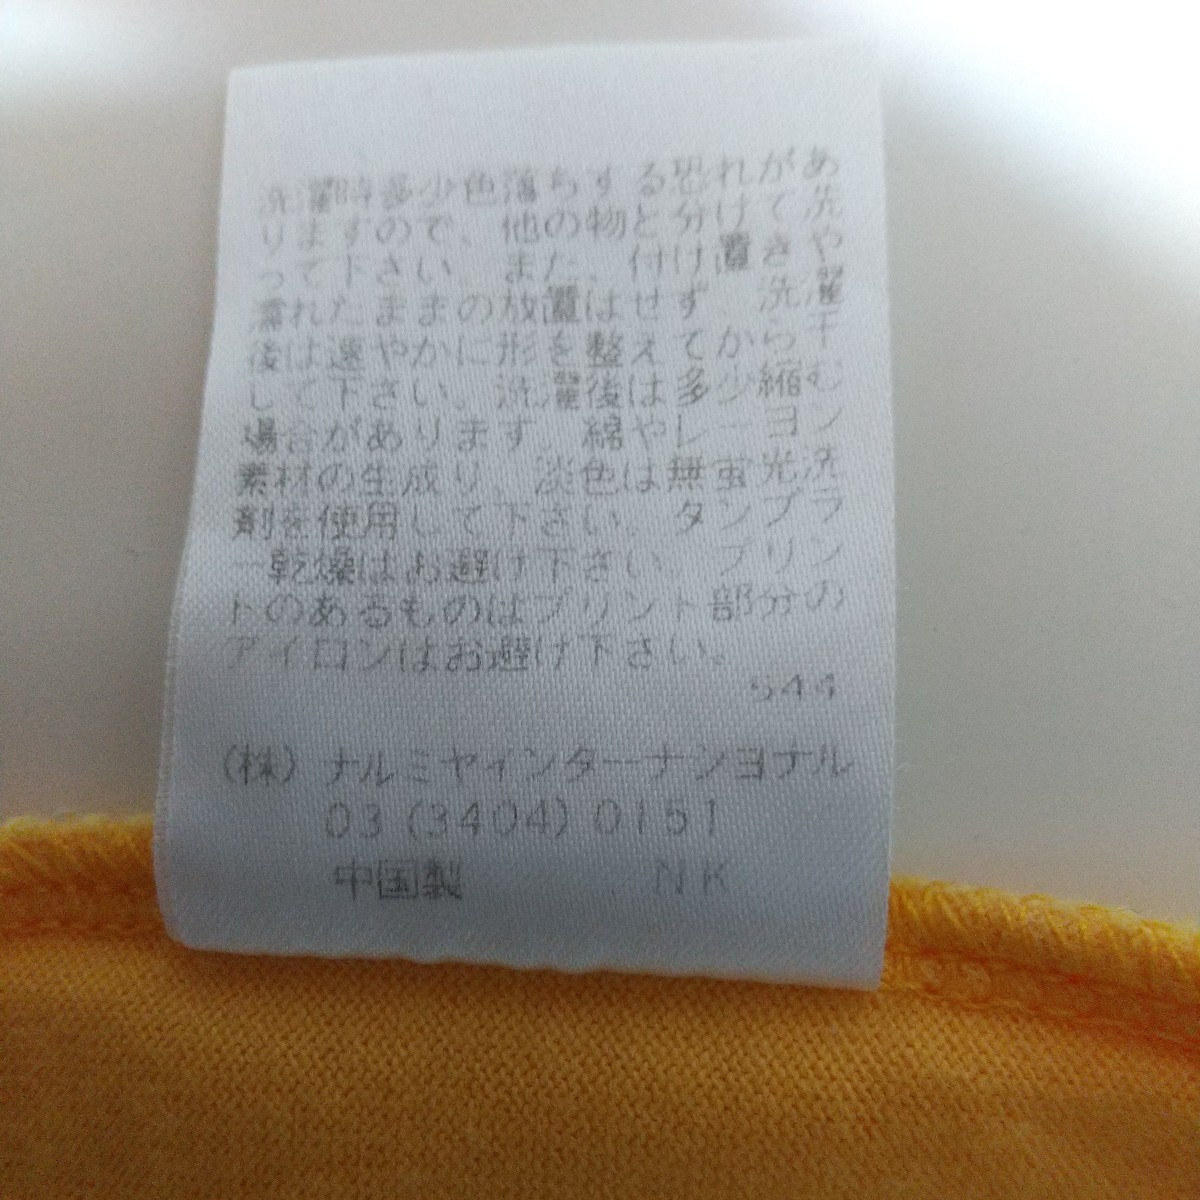 洗濯時多少色落ちする恐れがあ
りますので、他の物と分けて洗
って下さい。また、付け置きや
濡れたままの放置はせず、洗濯
後は速やかに形を整えてから干
して下さい。洗濯後は多少縮む
場合があります。綿やレーヨン
素材の生成り、淡色は無蛍光洗
剤を使用して下さい。タンブラ
ー乾燥はお避け下さい。プリン
トのあるものはプリント部分の
アイロンはお避け下さい。
544
(株) ナルミヤインターナショナル
03 (3404) 0151
中国製 NK